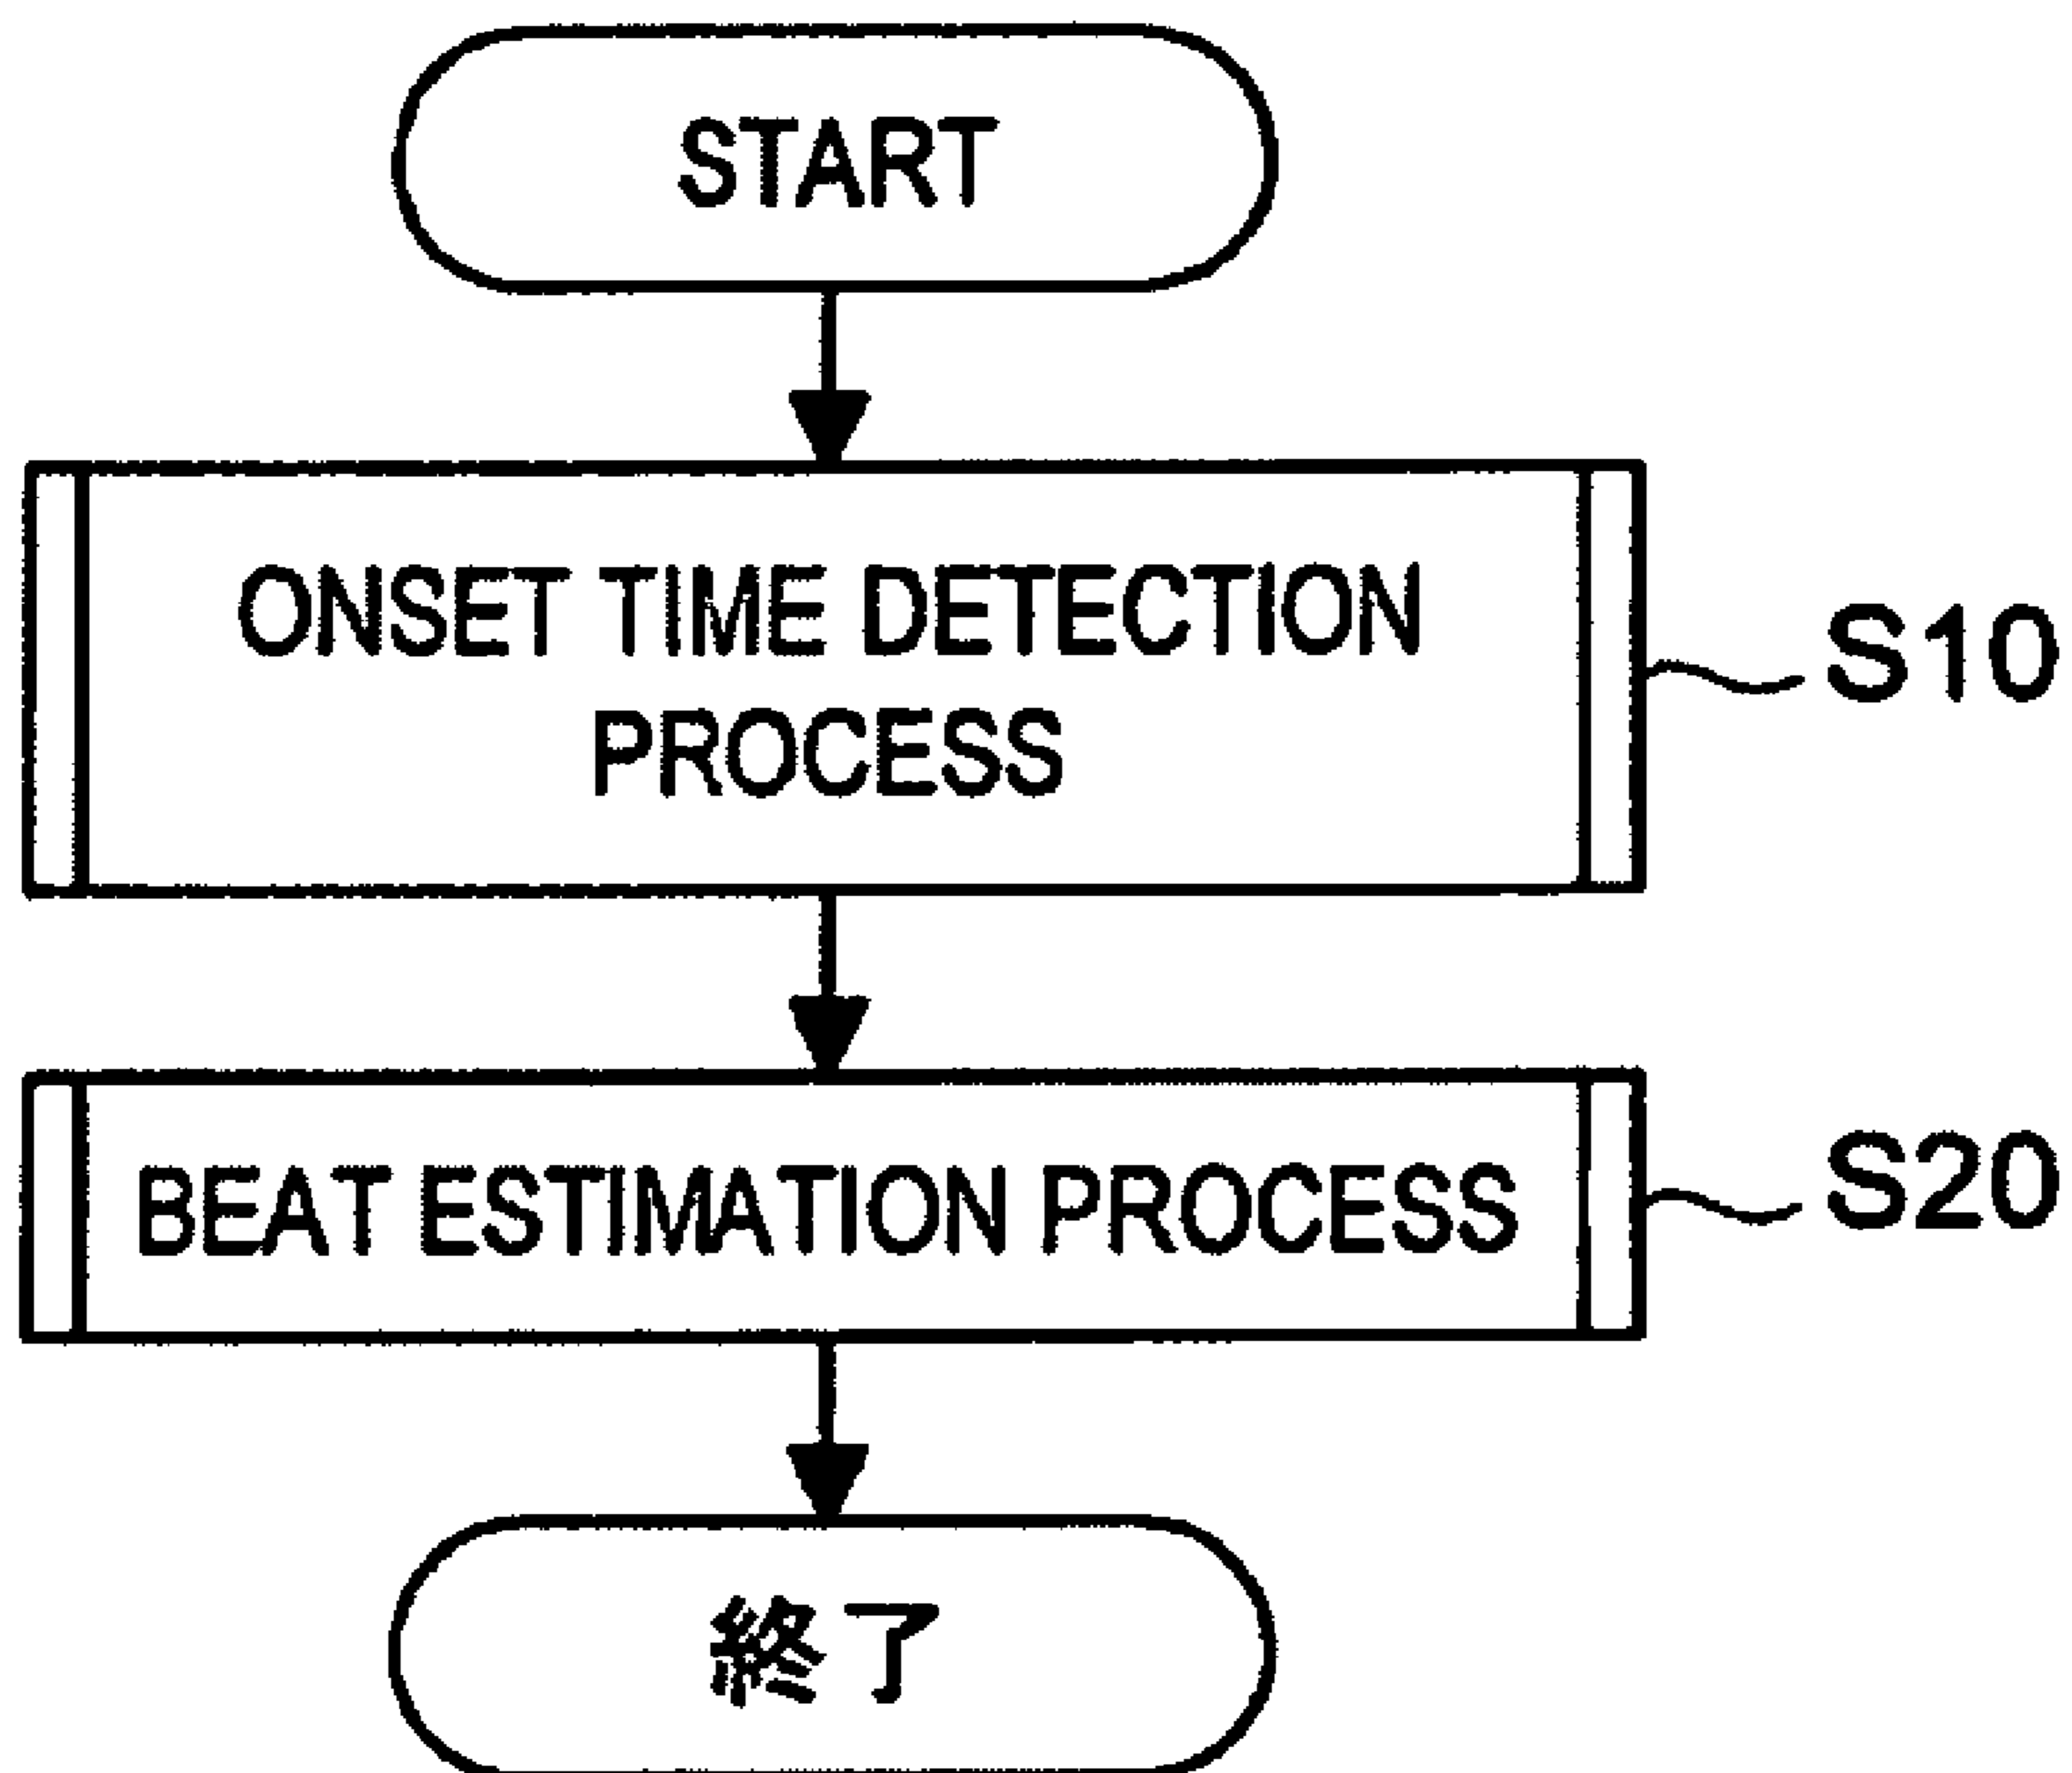 START
ONSET TIME DETECTION
PROCESS
S10
BEAT ESTIMATION PROCESS
S20
終了